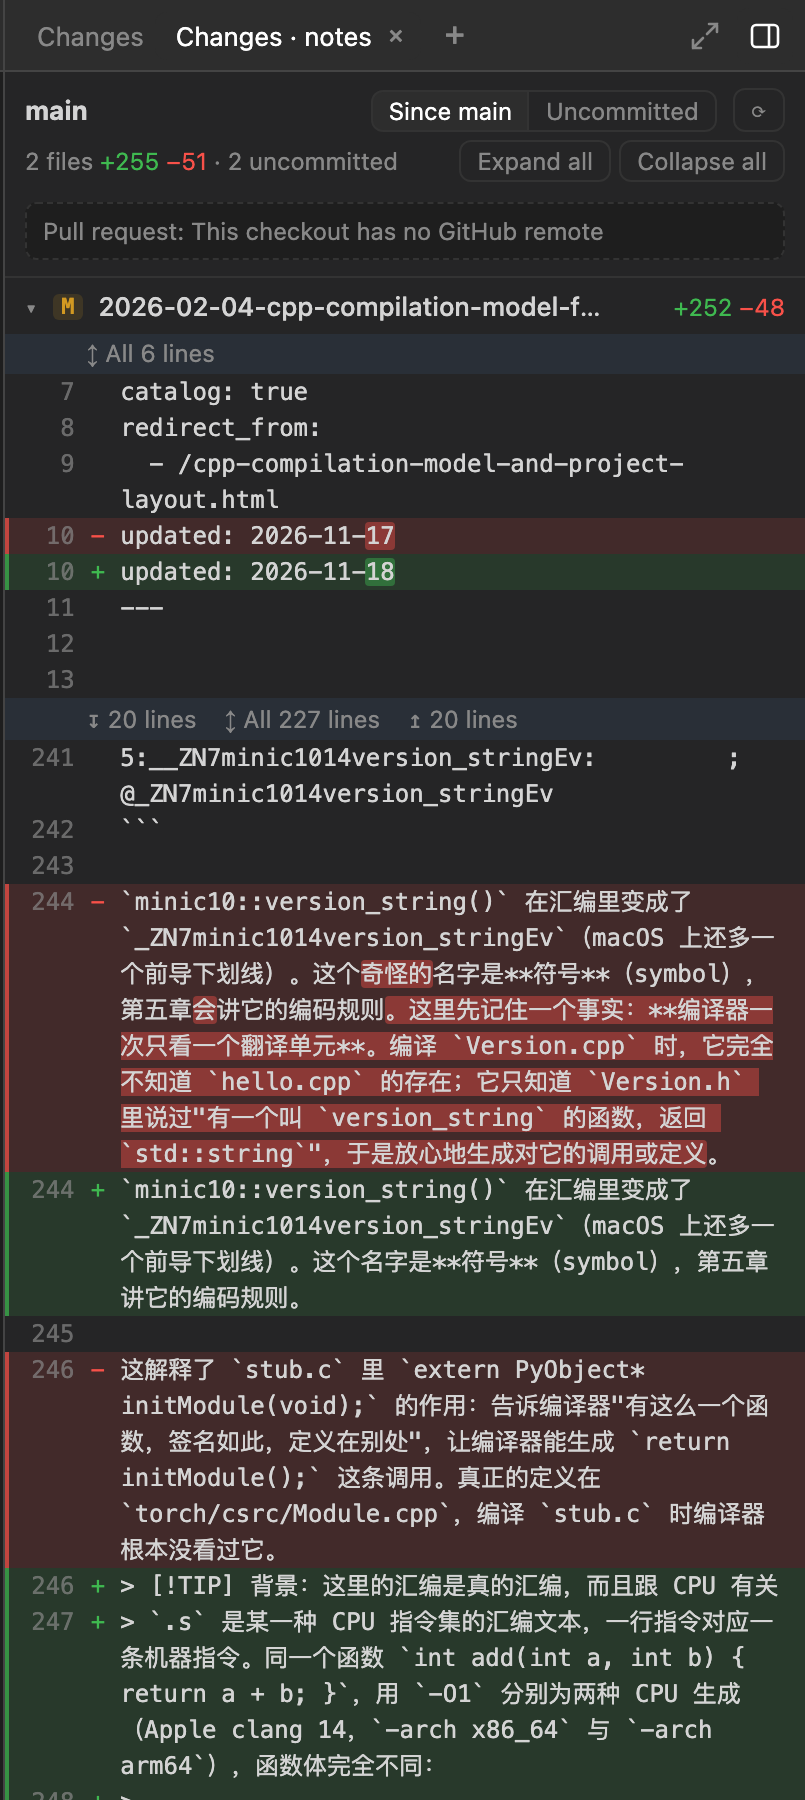 Changes
Changes · notes ×
+
main
Since main
Uncommitted
2 files +255 −51 · 2 uncommitted
Expand all
Collapse all
Pull request: This checkout has no GitHub remote
M 2026-02-04-cpp-compilation-model-f... +252 −48
All 6 lines
7 catalog: true
8 redirect_from:
9 - /cpp-compilation-model-and-project-
layout.html
10 − updated: 2026-11-17
10 + updated: 2026-11-18
11 ---
12
13
20 lines All 227 lines 20 lines
241 5:__ZN7minic1014version_stringEv: ;
@_ZN7minic1014version_stringEv
242 ```
243
244 − `minic10::version_string()` 在汇编里变成了
`_ZN7minic1014version_stringEv`（macOS 上还多一
个前导下划线）。这个奇怪的名字是**符号**（symbol），
第五章会讲它的编码规则。这里先记住一个事实：**编译器一
次只看一个翻译单元**。编译 `Version.cpp` 时，它完全
不知道 `hello.cpp` 的存在；它只知道 `Version.h`
里说过"有一个叫 `version_string` 的函数，返回
`std::string`"，于是放心地生成对它的调用或定义。
244 + `minic10::version_string()` 在汇编里变成了
`_ZN7minic1014version_stringEv`（macOS 上还多一
个前导下划线）。这个名字是**符号**（symbol），第五章
讲它的编码规则。
245
246 − 这解释了 `stub.c` 里 `extern PyObject*
initModule(void);` 的作用：告诉编译器"有这么一个函
数，签名如此，定义在别处"，让编译器能生成 `return
initModule();` 这条调用。真正的定义在
`torch/csrc/Module.cpp`，编译 `stub.c` 时编译器
根本没看过它。
246 + > [!TIP] 背景：这里的汇编是真的汇编，而且跟 CPU 有关
247 + > `.s` 是某一种 CPU 指令集的汇编文本，一行指令对应一
条机器指令。同一个函数 `int add(int a, int b) {
return a + b; }`，用 `-O1` 分别为两种 CPU 生成
（Apple clang 14，`-arch x86_64` 与 `-arch
arm64`），函数体完全不同：
248 + >